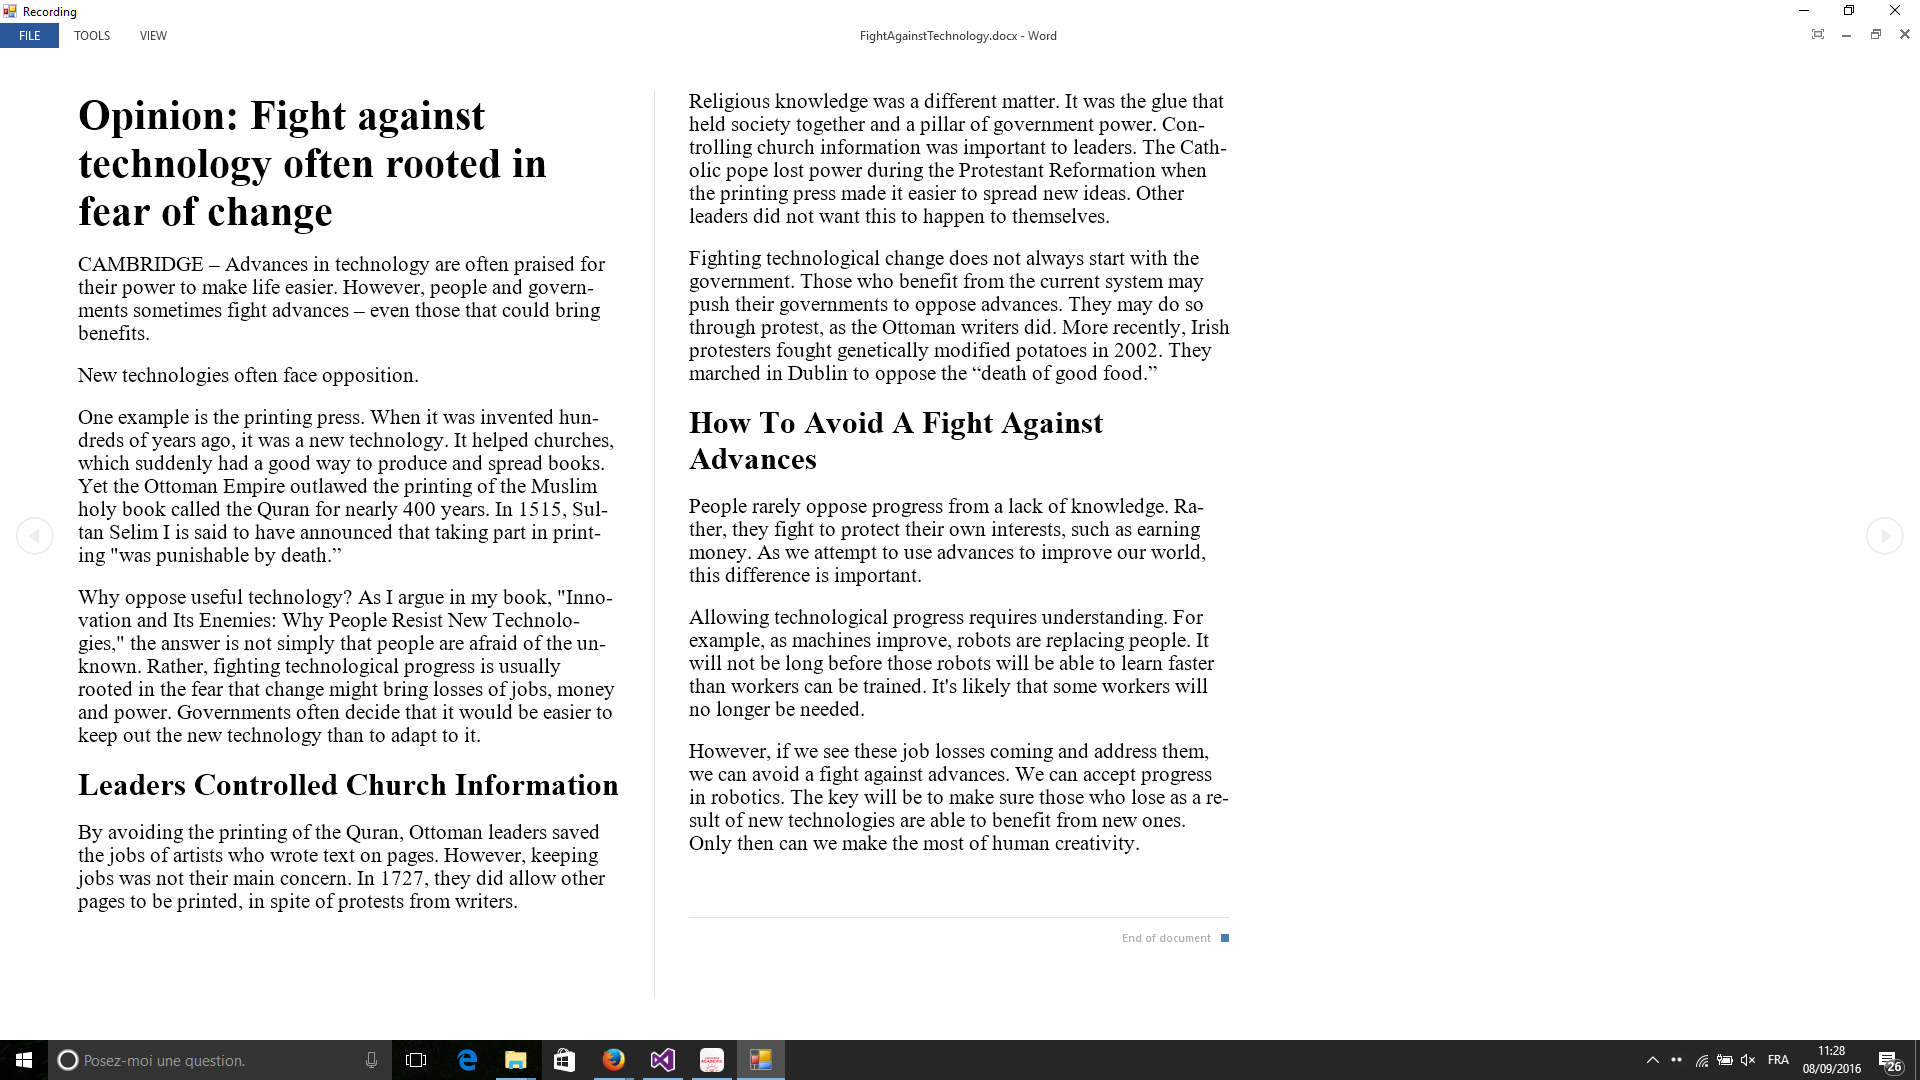 Recording
FILE TOOLS VIEW FightAgainstTechnology.docx - Word
Opinion: Fight against
technology often rooted in
fear of change
CAMBRIDGE – Advances in technology are often praised for
their power to make life easier. However, people and govern-
ments sometimes fight advances – even those that could bring
benefits.
New technologies often face opposition.
One example is the printing press. When it was invented hun-
dreds of years ago, it was a new technology. It helped churches,
which suddenly had a good way to produce and spread books.
Yet the Ottoman Empire outlawed the printing of the Muslim
holy book called the Quran for nearly 400 years. In 1515, Sul-
tan Selim I is said to have announced that taking part in print-
ing "was punishable by death.”
Why oppose useful technology? As I argue in my book, "Inno-
vation and Its Enemies: Why People Resist New Technolo-
gies," the answer is not simply that people are afraid of the un-
known. Rather, fighting technological progress is usually
rooted in the fear that change might bring losses of jobs, money
and power. Governments often decide that it would be easier to
keep out the new technology than to adapt to it.
Leaders Controlled Church Information
By avoiding the printing of the Quran, Ottoman leaders saved
the jobs of artists who wrote text on pages. However, keeping
jobs was not their main concern. In 1727, they did allow other
pages to be printed, in spite of protests from writers.
Religious knowledge was a different matter. It was the glue that
held society together and a pillar of government power. Con-
trolling church information was important to leaders. The Cath-
olic pope lost power during the Protestant Reformation when
the printing press made it easier to spread new ideas. Other
leaders did not want this to happen to themselves.
Fighting technological change does not always start with the
government. Those who benefit from the current system may
push their governments to oppose advances. They may do so
through protest, as the Ottoman writers did. More recently, Irish
protesters fought genetically modified potatoes in 2002. They
marched in Dublin to oppose the “death of good food.”
How To Avoid A Fight Against
Advances
People rarely oppose progress from a lack of knowledge. Ra-
ther, they fight to protect their own interests, such as earning
money. As we attempt to use advances to improve our world,
this difference is important.
Allowing technological progress requires understanding. For
example, as machines improve, robots are replacing people. It
will not be long before those robots will be able to learn faster
than workers can be trained. It's likely that some workers will
no longer be needed.
However, if we see these job losses coming and address them,
we can avoid a fight against advances. We can accept progress
in robotics. The key will be to make sure those who lose as a re-
sult of new technologies are able to benefit from new ones.
Only then can we make the most of human creativity.
End of document
Posez-moi une question.
FRA
11:28
08/09/2016
26